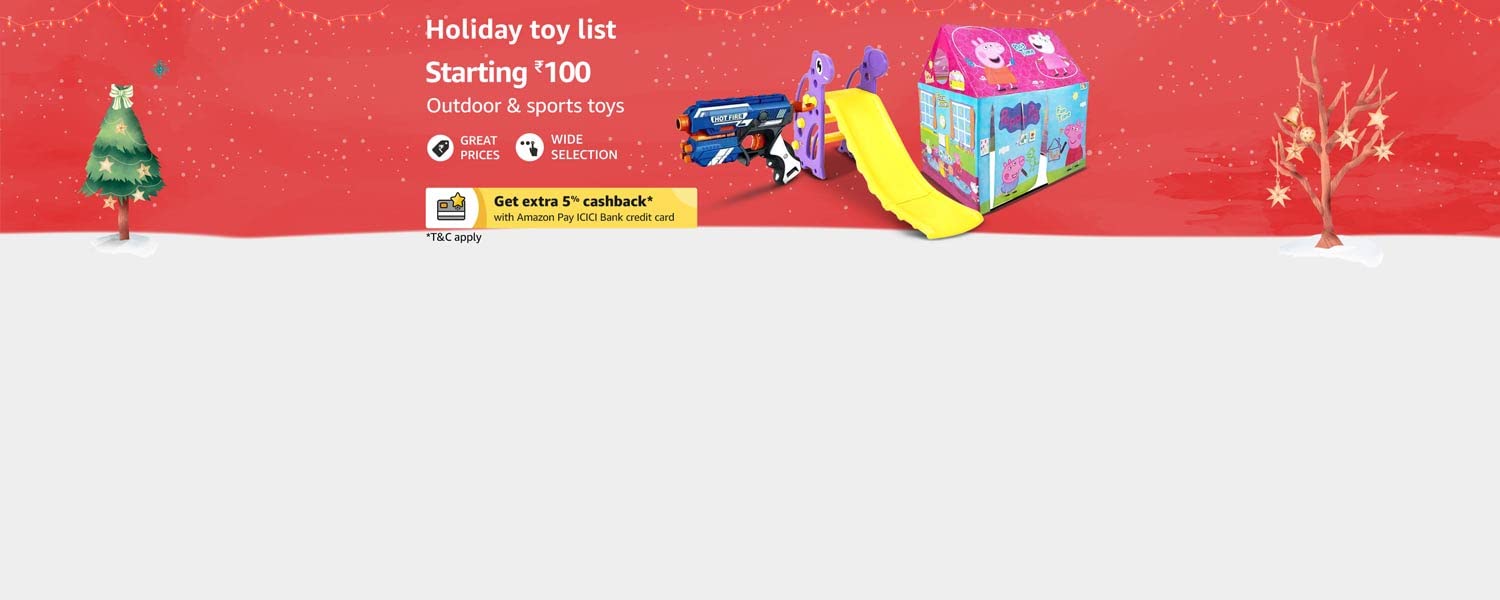 Holiday toy list
Starting ₹100
Outdoor & sports toys
GREAT
PRICES
WIDE
SELECTION
Get extra 5% cashback*
with Amazon Pay ICICI Bank credit card
*T&C apply
HOT FIRE